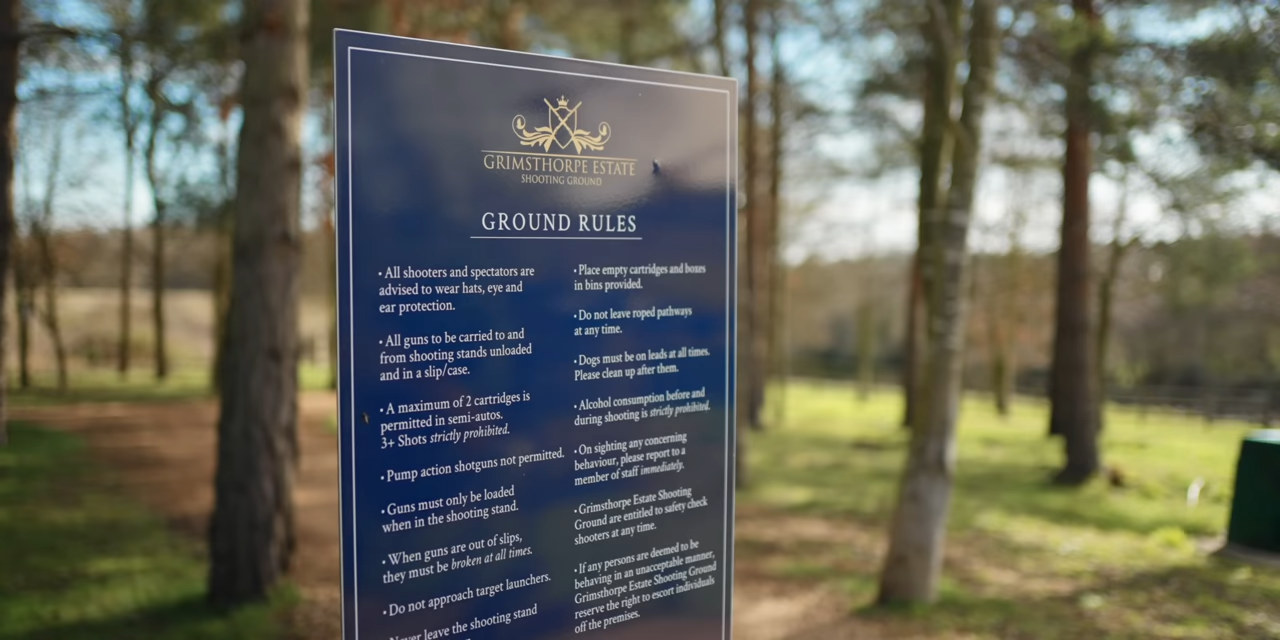 GRIMSTHORPE ESTATE
SHOOTING GROUND
GROUND RULES
• All shooters and spectators are
advised to wear hats, eye and
ear protection.
• All guns to be carried to and
from shooting stands unloaded
and in a slip/case.
• A maximum of 2 cartridges is
permitted in semi-autos.
3+ Shots strictly prohibited.
• Pump action shotguns not permitted.
• Guns must only be loaded
when in the shooting stand.
• When guns are out of slips,
they must be broken at all times.
• Do not approach target launchers.
• Never leave the shooting stand
• Place empty cartridges and boxes
in bins provided.
• Do not leave roped pathways
at any time.
• Dogs must be on leads at all times.
Please clean up after them.
• Alcohol consumption before and
during shooting is strictly prohibited.
• On sighting any concerning
behaviour, please report to a
member of staff immediately.
• Grimsthorpe Estate Shooting
Ground are entitled to safety check
shooters at any time.
• If any persons are deemed to be
behaving in an unacceptable manner,
Grimsthorpe Estate Shooting Ground
reserve the right to escort individuals
off the premises.